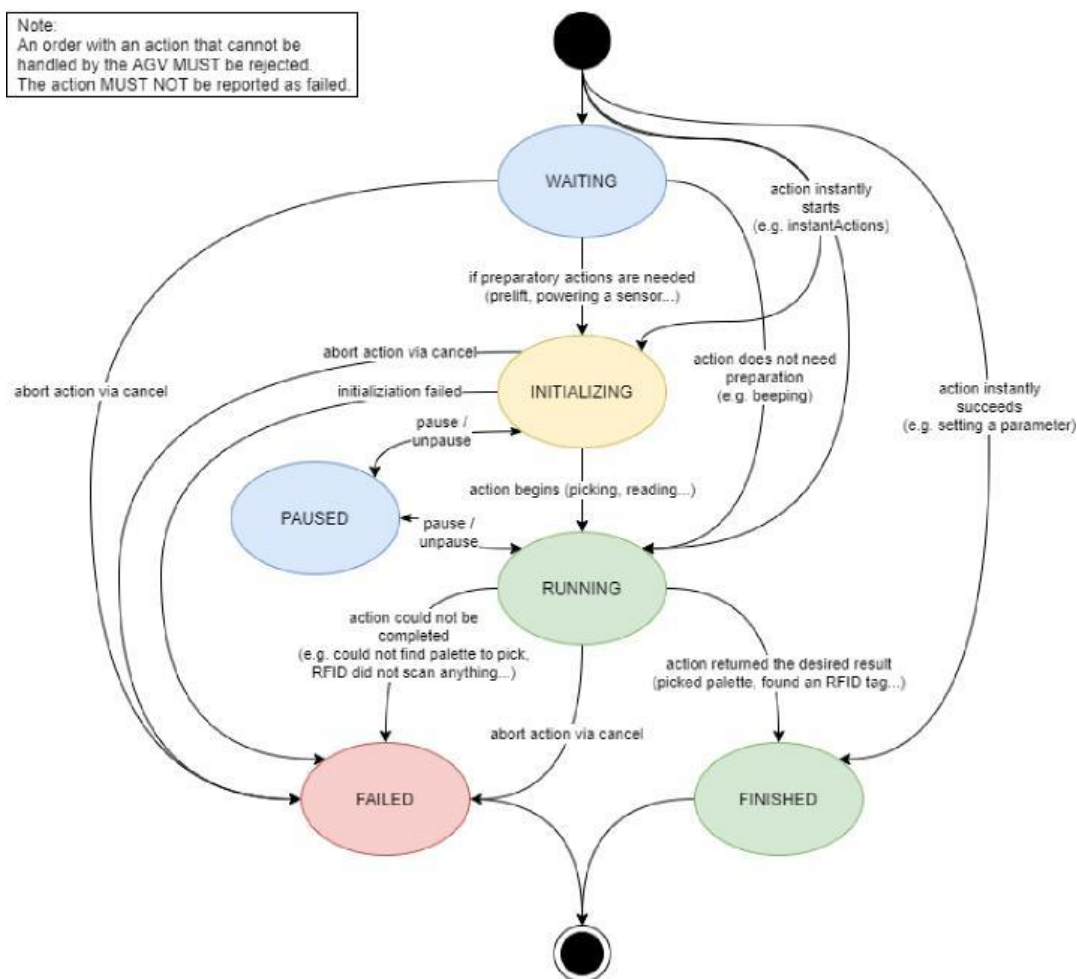 Note:
An order with an action that cannot be
handled by the AGV MUST be rejected.
The action MUST NOT be reported as failed.
WAITING
action instantly
starts
(e.g. instantActions)
if preparatory actions are needed
(prelift, powering a sensor...)
abort action via cancel
action does not need
preparation
(e.g. beeping)
abort action via cancel
initializiation failed
INITIALIZING
action instantly
succeeds
(e.g. setting a parameter)
pause /
unpause
action begins (picking, reading...)
PAUSED
pause /
unpause
RUNNING
action could not be
completed
(e.g. could not find palette to pick,
RFID did not scan anything...)
action returned the desired result
(picked palette, found an RFID tag...)
abort action via cancel
FAILED
FINISHED